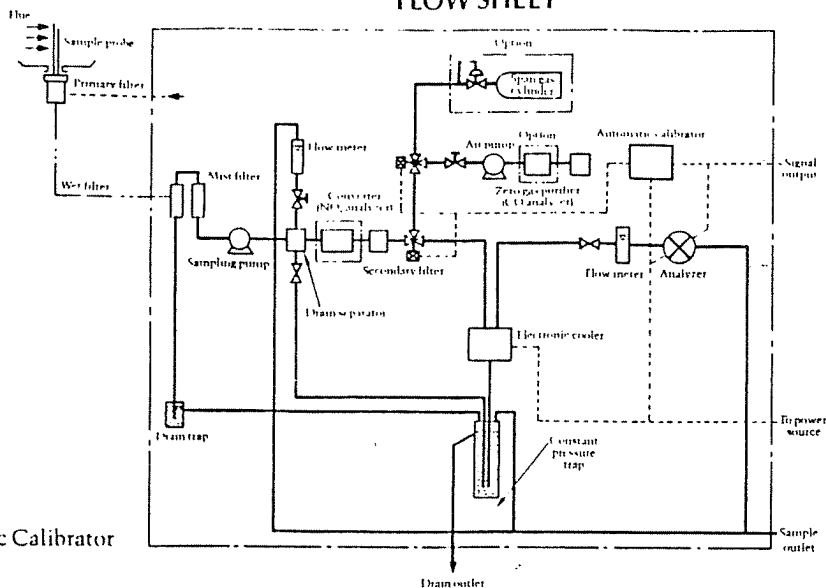 FLOW SHEET
Flue
Sample probe
Primary filter
Wet filter
Mist filter
Flow meter
Converter
(NOx analyzer)
Sampling pump
Secondary filter
Drain separator
Drain trap
Option
Span gas
cylinder
Air pump
Option
Zero gas purifier
(CO analyzer)
Automatic calibrator
Signal
output
Flow meter
Analyzer
Electronic cooler
To power
source
Constant
pressure
trap
Sample
outlet
Drain outlet
c Calibrator